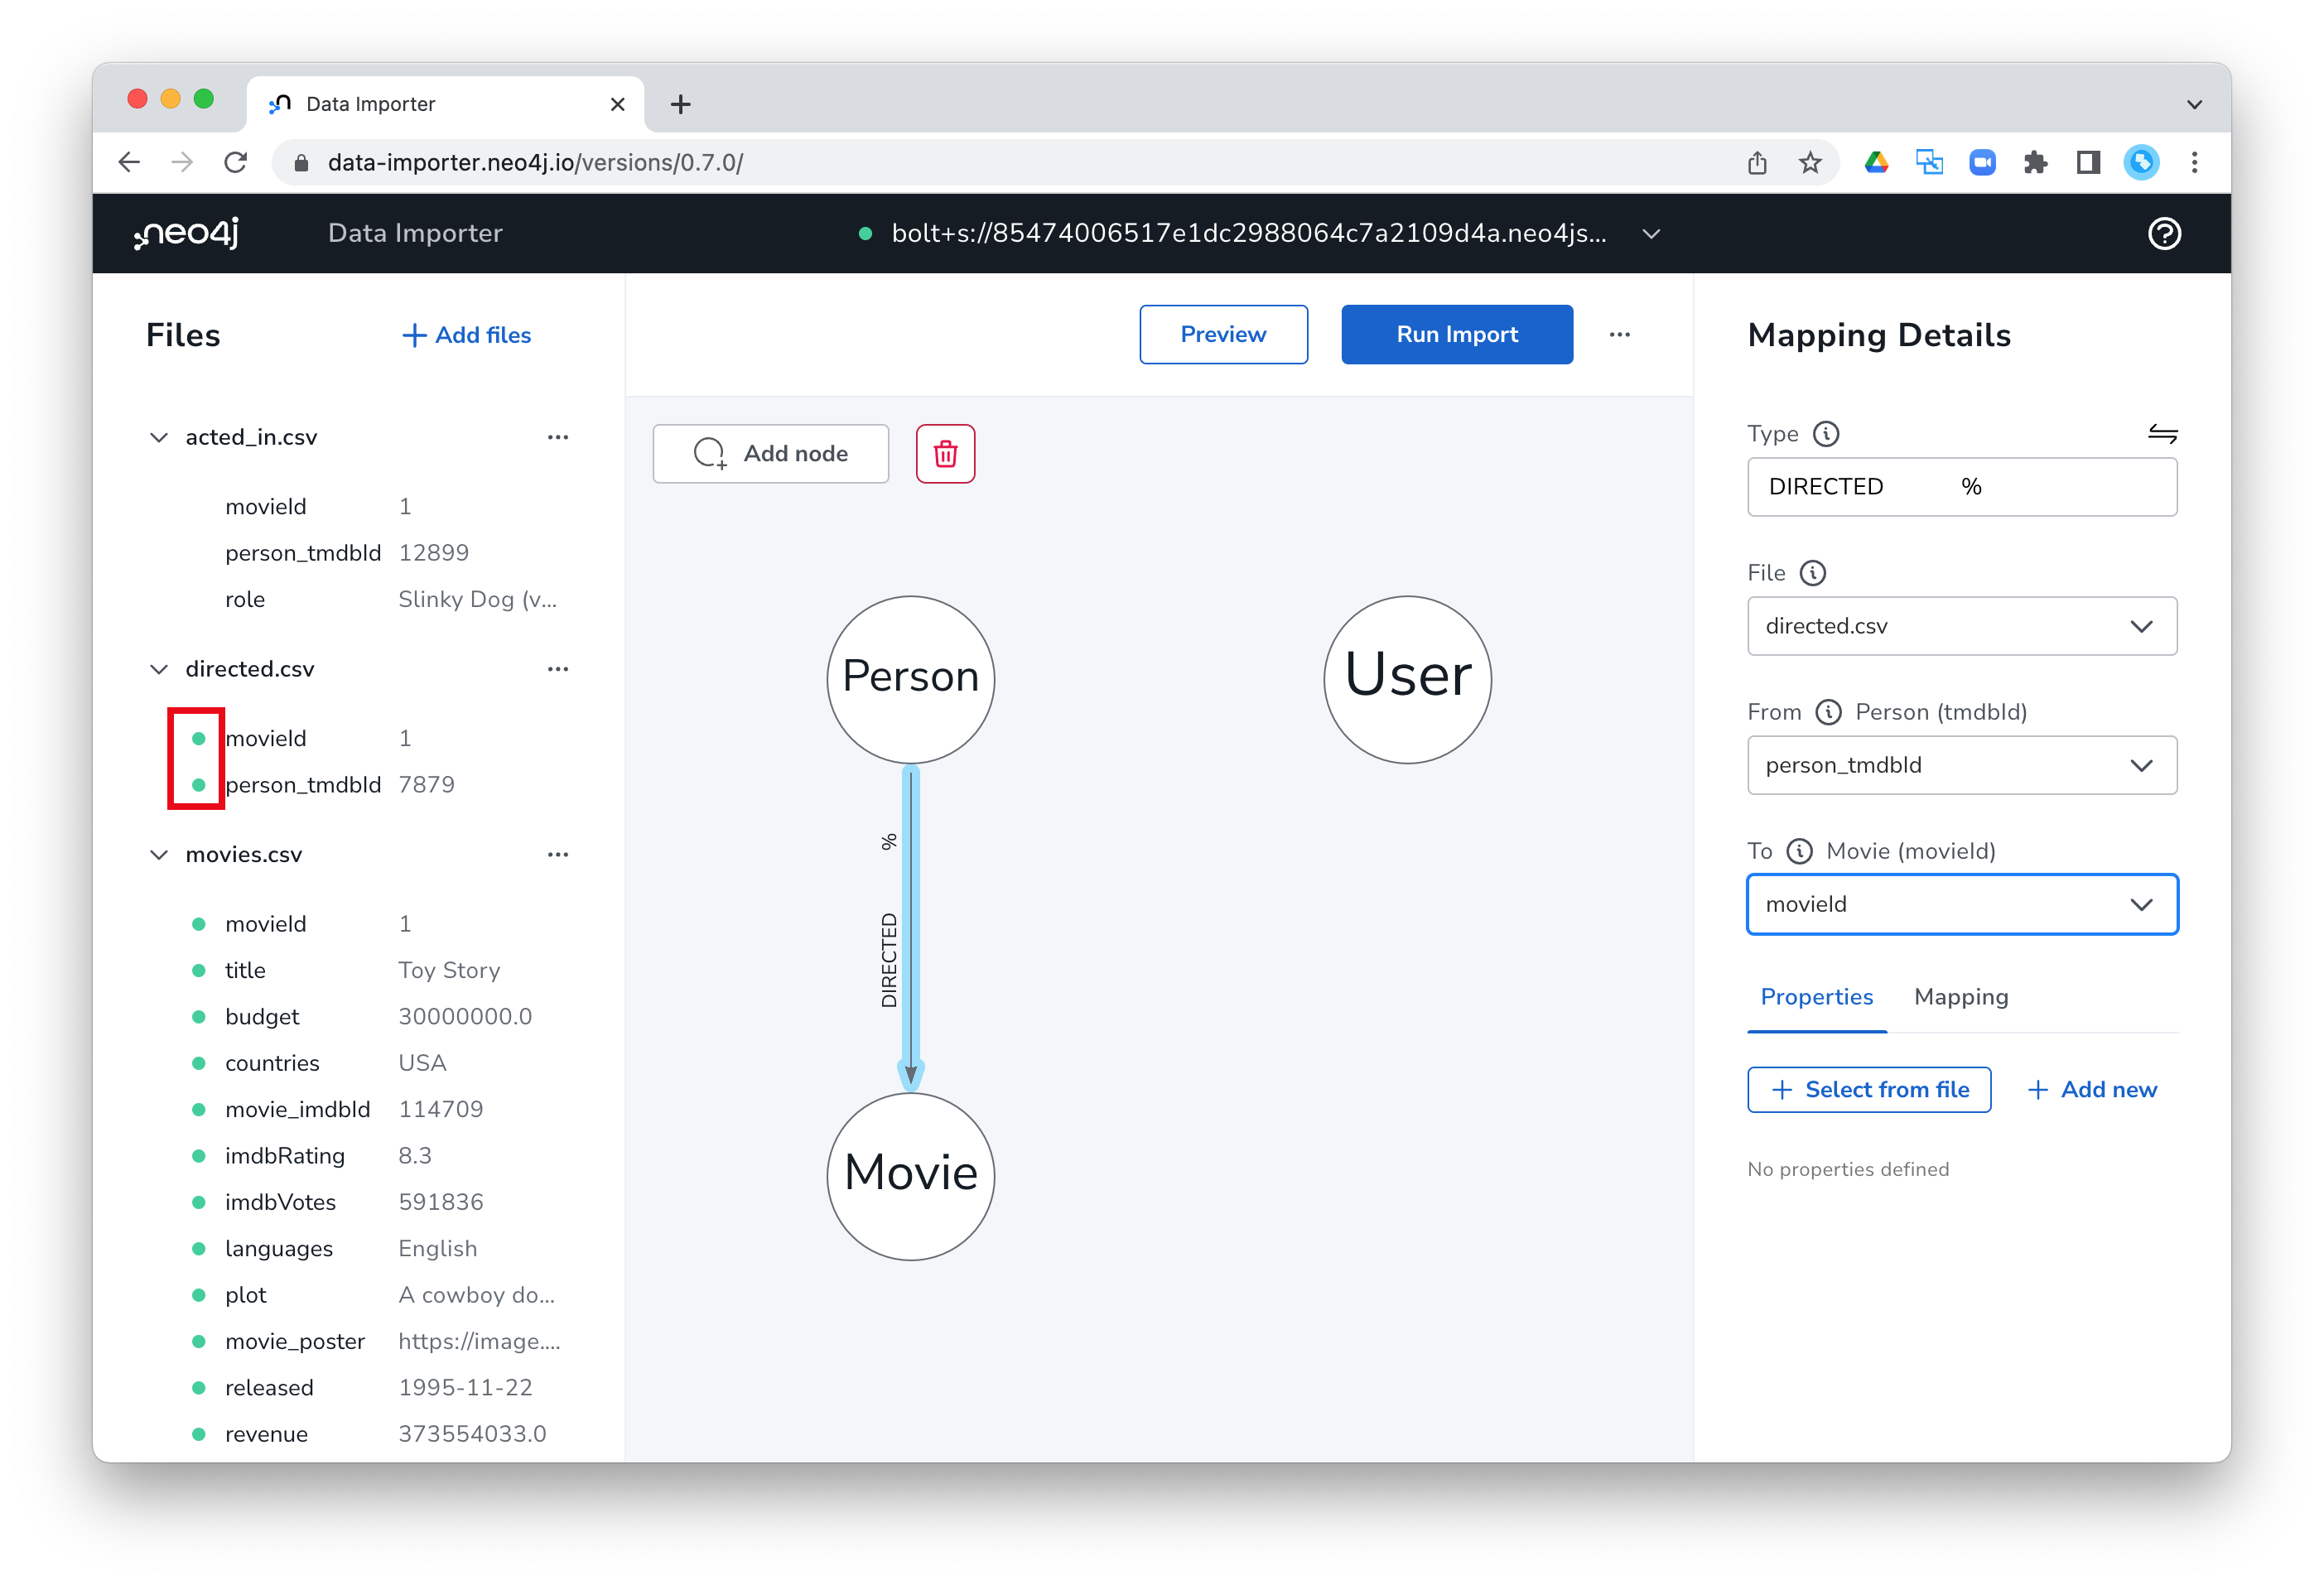 Data Importer
data-importer.neo4j.io/versions/0.7.0/
neo4j
Data Importer
bolt+s://85474006517e1dc2988064c7a2109d4a.neo4js...
Files
Add files
acted_in.csv
movieId 1
person_tmdbId 12899
role Slinky Dog (v...
directed.csv
movieId 1
person_tmdbId 7879
movies.csv
movieId 1
title Toy Story
budget 30000000.0
countries USA
movie_imdbId 114709
imdbRating 8.3
imdbVotes 591836
languages English
plot A cowboy do...
movie_poster https://image....
released 1995-11-22
revenue 373554033.0
Preview
Run Import
Add node
Person
User
DIRECTED %
Movie
Mapping Details
Type
DIRECTED %
File
directed.csv
From Person (tmdbId)
person_tmdbId
To Movie (movieId)
movieId
Properties Mapping
Select from file
Add new
No properties defined